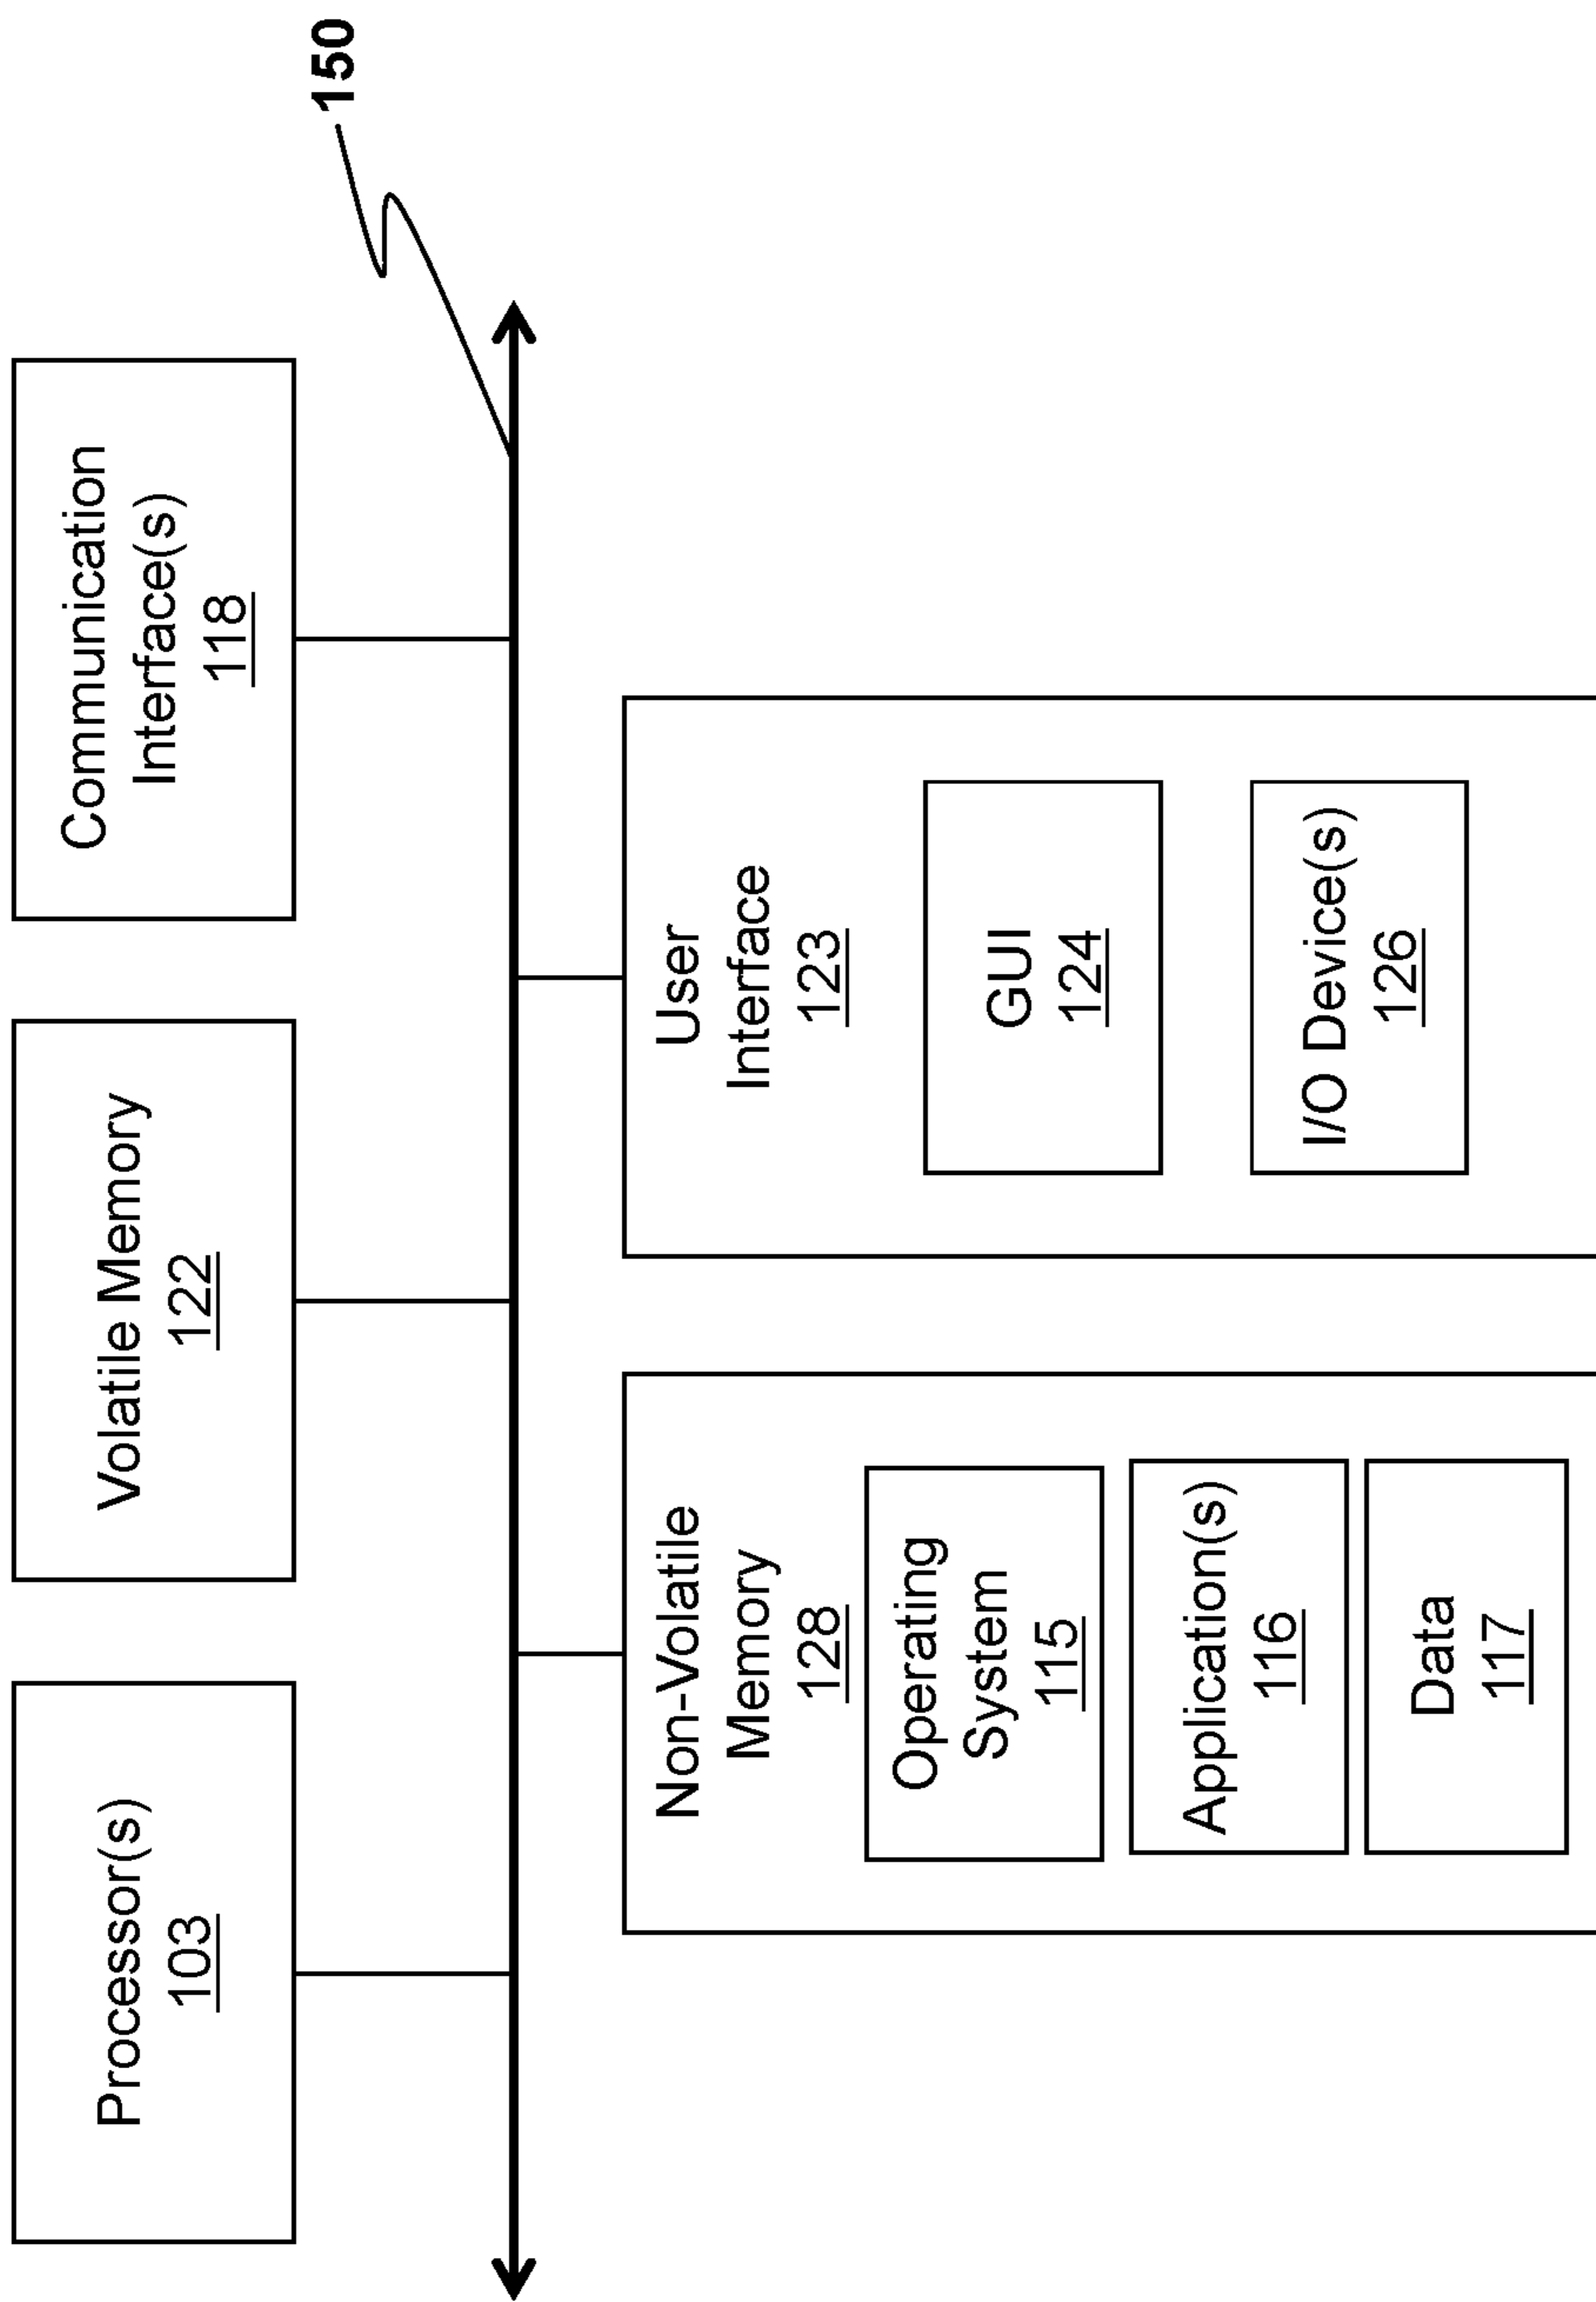 150
Processor(s)
103
Volatile Memory
122
Communication
Interface(s)
118
Non-Volatile
Memory
128
Operating
System
115
Application(s)
116
Data
117
User
Interface
123
GUI
124
I/O Device(s)
126